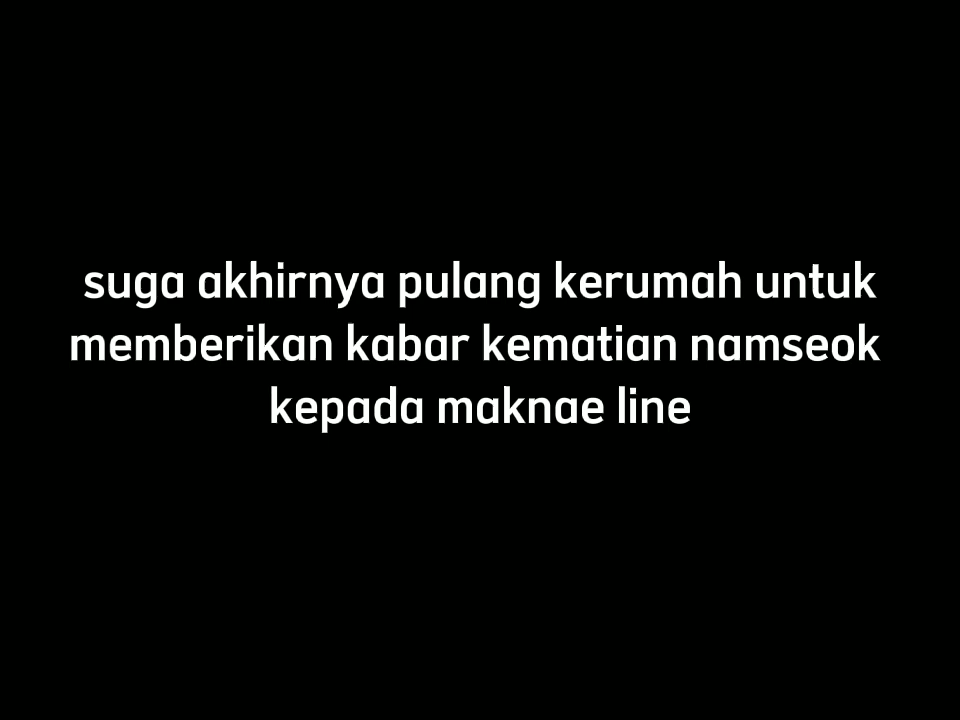 suga akhirnya pulang kerumah untuk
memberikan kabar kematian namseok
kepada maknae line